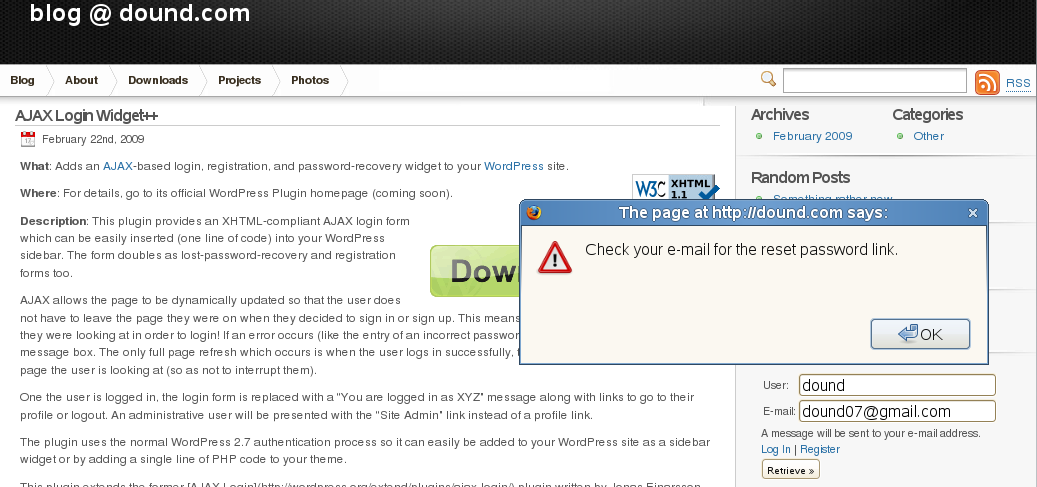 blog @ dound.com
Blog About Downloads Projects Photos RSS
AJAX Login Widget++
February 22nd, 2009
What: Adds an AJAX-based login, registration, and password-recovery widget to your WordPress site.
Where: For details, go to its official WordPress Plugin homepage (coming soon).
W3C XHTML 1.1
Description: This plugin provides an XHTML-compliant AJAX login form
which can be easily inserted (one line of code) into your WordPress
sidebar. The form doubles as lost-password-recovery and registration
forms too.
AJAX allows the page to be dynamically updated so that the user does
not have to leave the page they were on when they decided to sign in or sign up. This means
they were looking at in order to login! If an error occurs (like the entry of an incorrect passwor
message box. The only full page refresh which occurs is when the user logs in successfully,
page the user is looking at (so as not to interrupt them).
One the user is logged in, the login form is replaced with a "You are logged in as XYZ" message along with links to go to their
profile or logout. An administrative user will be presented with the "Site Admin" link instead of a profile link.
The plugin uses the normal WordPress 2.7 authentication process so it can easily be added to your WordPress site as a sidebar
widget or by adding a single line of PHP code to your theme.
This plugin extends the former [AJAX Login](http://wordpress.org/extend/plugins/ajax-login/) plugin written by Jonas Einarsson
Archives Categories
February 2009 Other
Random Posts
Something rather new
The page at http://dound.com says:
Check your e-mail for the reset password link.
OK
User: dound
E-mail: dound07@gmail.com
A message will be sent to your e-mail address.
Log In | Register
Retrieve »